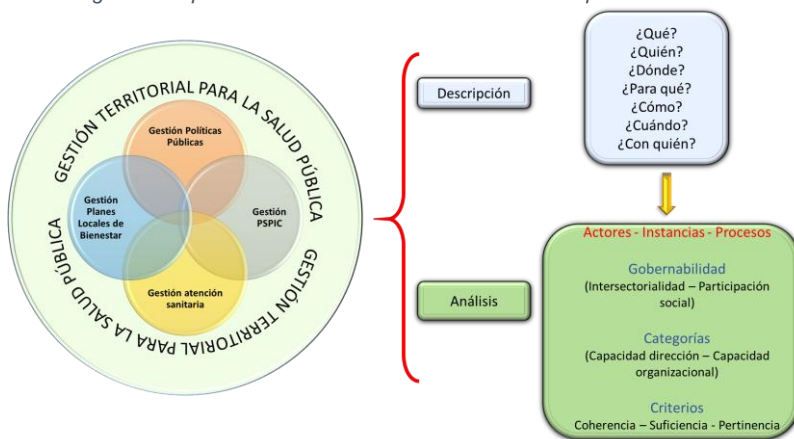 GESTIÓN TERRITORIAL PARA LA SALUD PÚBLICA
Gestión Políticas
Públicas
Gestión
Planes
Locales de
Bienestar
Gestión
PSPIC
Gestión atención
sanitaria
GESTIÓN TERRITORIAL PARA LA SALUD PÚBLICA
Descripción
¿Qué?
¿Quién?
¿Dónde?
¿Para qué?
¿Cómo?
¿Cuándo?
¿Con quién?
Análisis
Actores - Instancias - Procesos
Gobernabilidad
(Intersectorialidad – Participación
social)
Categorías
(Capacidad dirección – Capacidad
organizacional)
Criterios
Coherencia – Suficiencia - Pertinencia